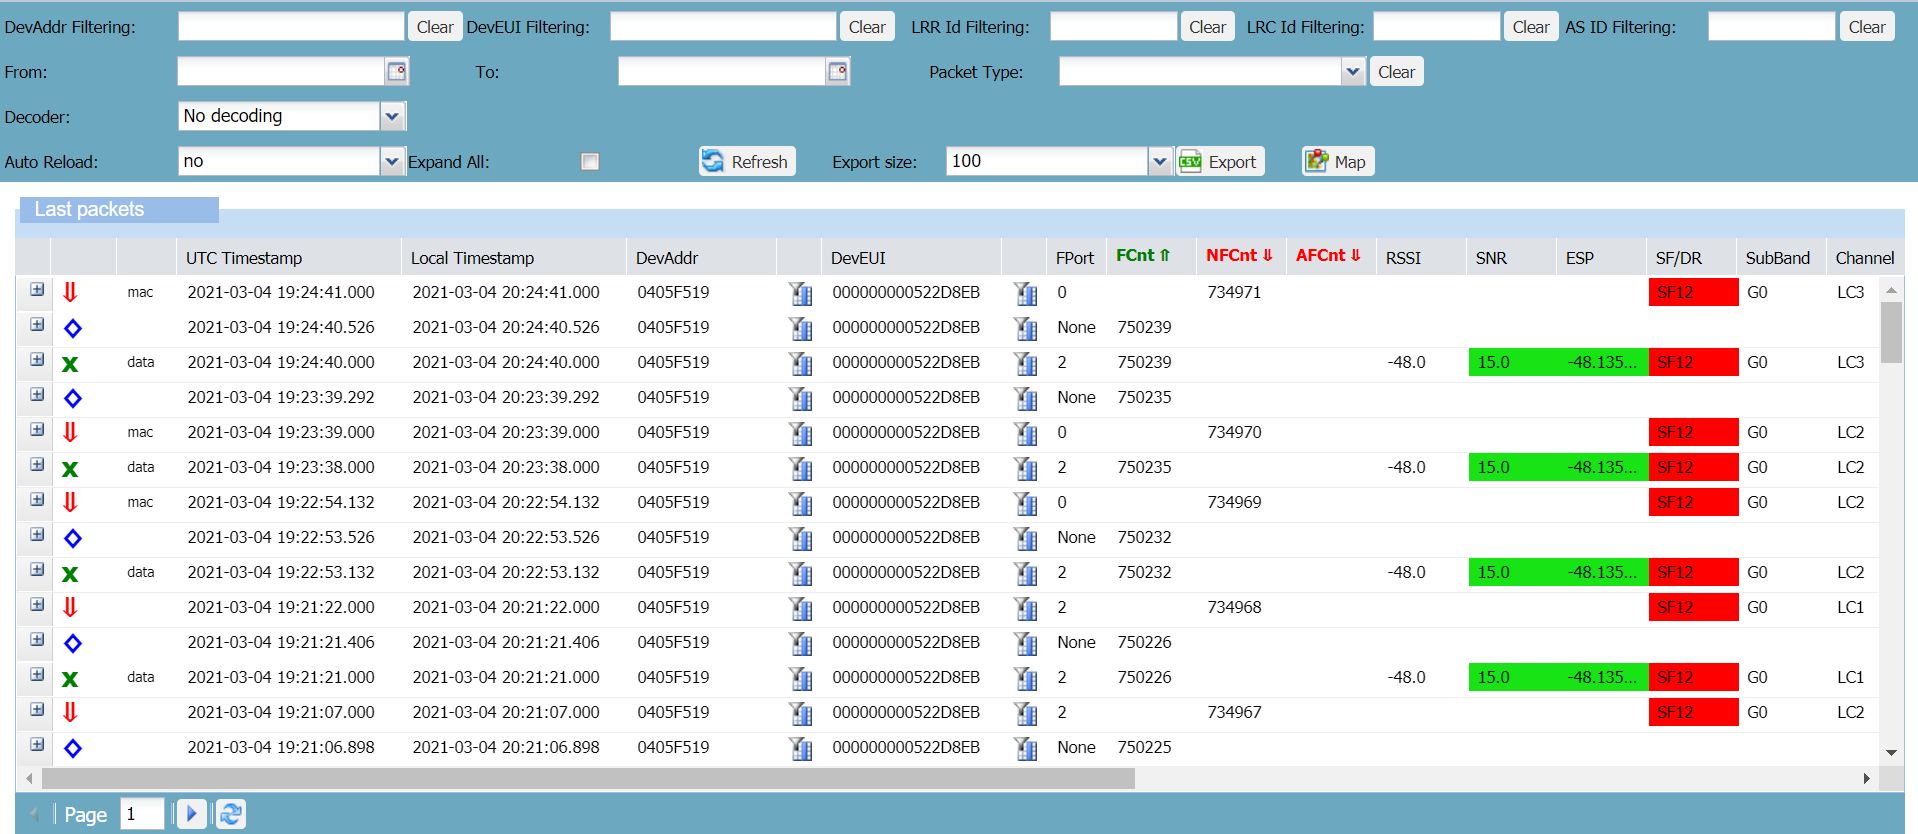 DevAddr Filtering: Clear DevEUI Filtering: Clear LRR Id Filtering: Clear LRC Id Filtering: Clear AS ID Filtering: Clear
From: To: Packet Type: Clear
Decoder: No decoding
Auto Reload: no Expand All: Refresh Export size: 100 CSV Export Map
Last packets
UTC Timestamp Local Timestamp DevAddr DevEUI FPort FCnt ⇑ NFCnt ⇓ AFCnt ⇓ RSSI SNR ESP SF/DR SubBand Channel
mac 2021-03-04 19:24:41.000 2021-03-04 20:24:41.000 0405F519 000000000522D8EB 0 734971 SF12 G0 LC3
2021-03-04 19:24:40.526 2021-03-04 20:24:40.526 0405F519 000000000522D8EB None 750239
data 2021-03-04 19:24:40.000 2021-03-04 20:24:40.000 0405F519 000000000522D8EB 2 750239 -48.0 15.0 -48.135... SF12 G0 LC3
2021-03-04 19:23:39.292 2021-03-04 20:23:39.292 0405F519 000000000522D8EB None 750235
mac 2021-03-04 19:23:39.000 2021-03-04 20:23:39.000 0405F519 000000000522D8EB 0 734970 SF12 G0 LC2
data 2021-03-04 19:23:38.000 2021-03-04 20:23:38.000 0405F519 000000000522D8EB 2 750235 -48.0 15.0 -48.135... SF12 G0 LC2
mac 2021-03-04 19:22:54.132 2021-03-04 20:22:54.132 0405F519 000000000522D8EB 0 734969 SF12 G0 LC2
2021-03-04 19:22:53.526 2021-03-04 20:22:53.526 0405F519 000000000522D8EB None 750232
data 2021-03-04 19:22:53.132 2021-03-04 20:22:53.132 0405F519 000000000522D8EB 2 750232 -48.0 15.0 -48.135... SF12 G0 LC2
2021-03-04 19:21:22.000 2021-03-04 20:21:22.000 0405F519 000000000522D8EB 2 734968 SF12 G0 LC1
2021-03-04 19:21:21.406 2021-03-04 20:21:21.406 0405F519 000000000522D8EB None 750226
data 2021-03-04 19:21:21.000 2021-03-04 20:21:21.000 0405F519 000000000522D8EB 2 750226 -48.0 15.0 -48.135... SF12 G0 LC1
2021-03-04 19:21:07.000 2021-03-04 20:21:07.000 0405F519 000000000522D8EB 2 734967 SF12 G0 LC2
2021-03-04 19:21:06.898 2021-03-04 20:21:06.898 0405F519 000000000522D8EB None 750225
Page 1